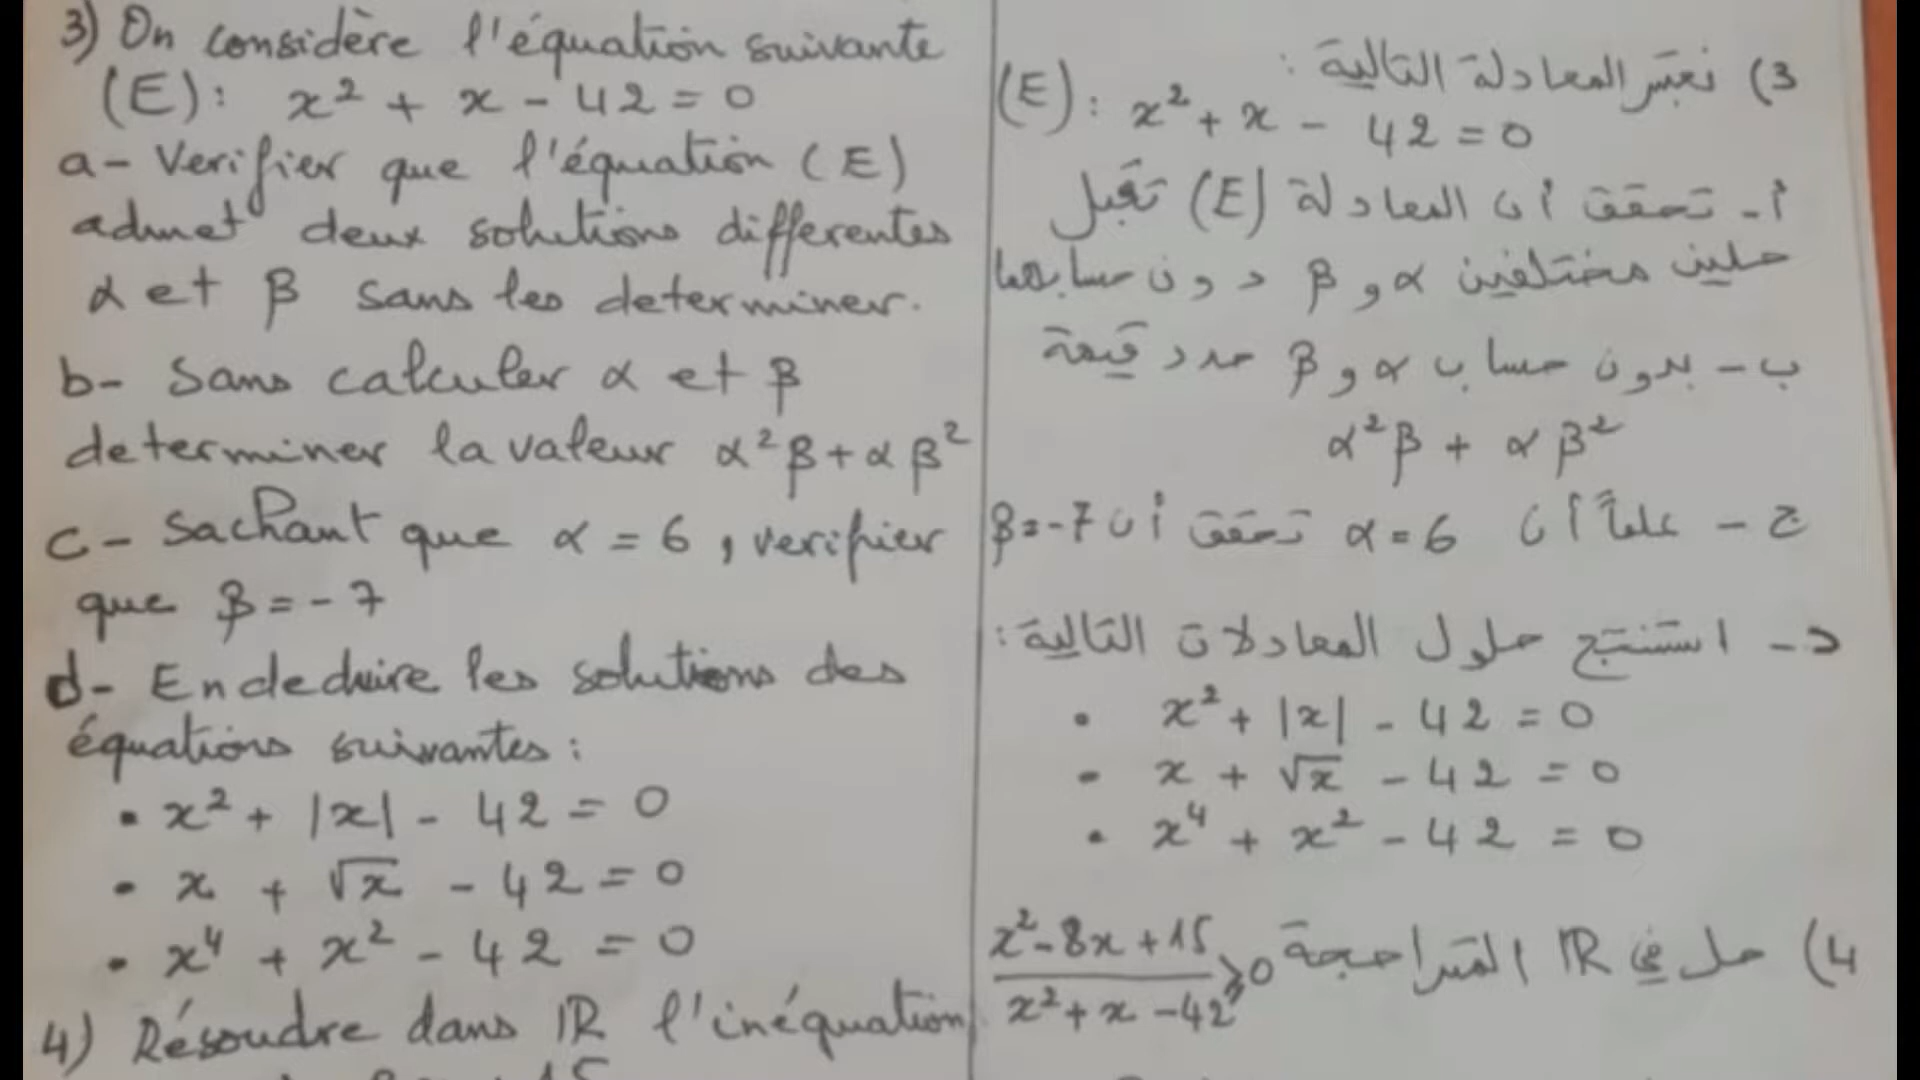 3) On considère l'équation suivante
(E): x² + x - 42 = 0
a- Verifier que l'équation (E)
admet deux solutions differentes
α et β sans les determiner.
b- Sans calculer α et β
determiner la valeur α²β + αβ²
c- Sachant que α = 6, verifier
que β = -7
d- En deduire les solutions des
équations suivantes :
• x² + |x| - 42 = 0
• x + √x - 42 = 0
• x⁴ + x² - 42 = 0
4) Résoudre dans IR l'inéquation
3) نعتبر المعادلة التالية :
(E): x² + x - 42 = 0
أ- تحقق أن المعادلة (E) تقبل
حلين مختلفين α و β دون حسابهما
ب- بدون حساب α و β حدد قيمة
α²β + αβ²
ج- علماً أن α = 6 تحقق أن β = -7
د- استنتج حلول المعادلات التالية :
• x² + |x| - 42 = 0
• x + √x - 42 = 0
• x⁴ + x² - 42 = 0
4) حل في IR المتراجحة (x² - 8x + 15)/(x² + x - 42) ≥ 0